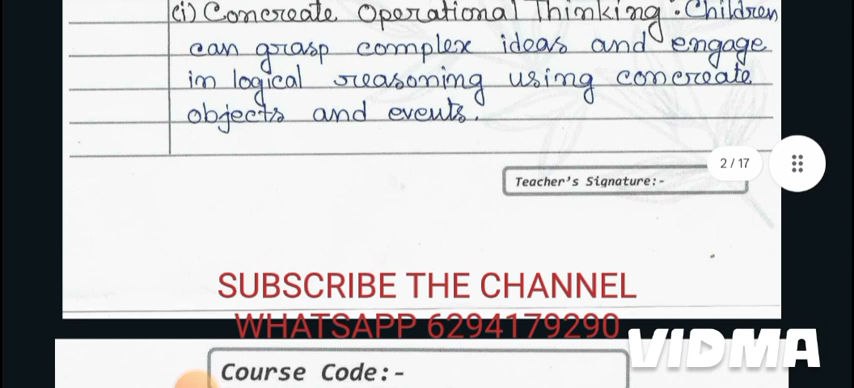 (i) Concreate Operational Thinking : Children
can grasp complex ideas and engage
in logical reasoning using concreate
objects and events.
2/17
Teacher's Signature:-
SUBSCRIBE THE CHANNEL
WHATSAPP 6294179290
VIDMA
Course Code:-